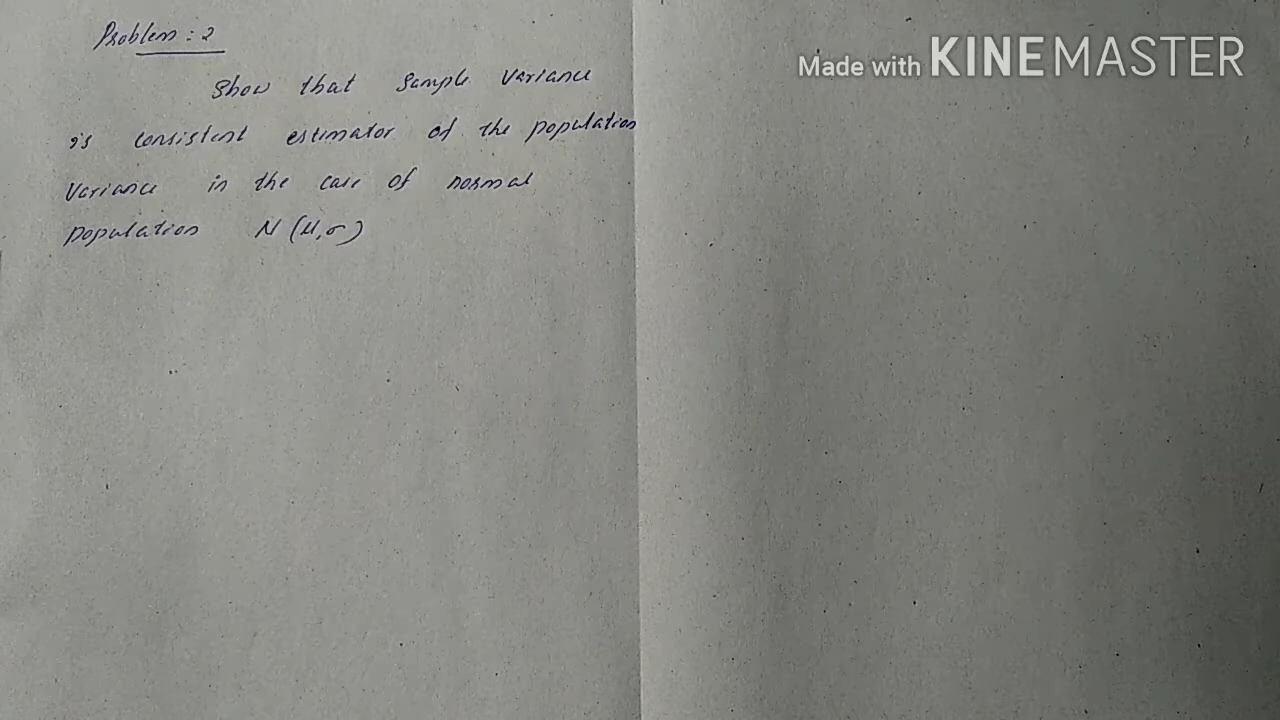 Problem : 2
Show that Sample Variance
is consistent estimator of the population
Variance in the case of normal
population N (μ, σ)
Made with KINEMASTER